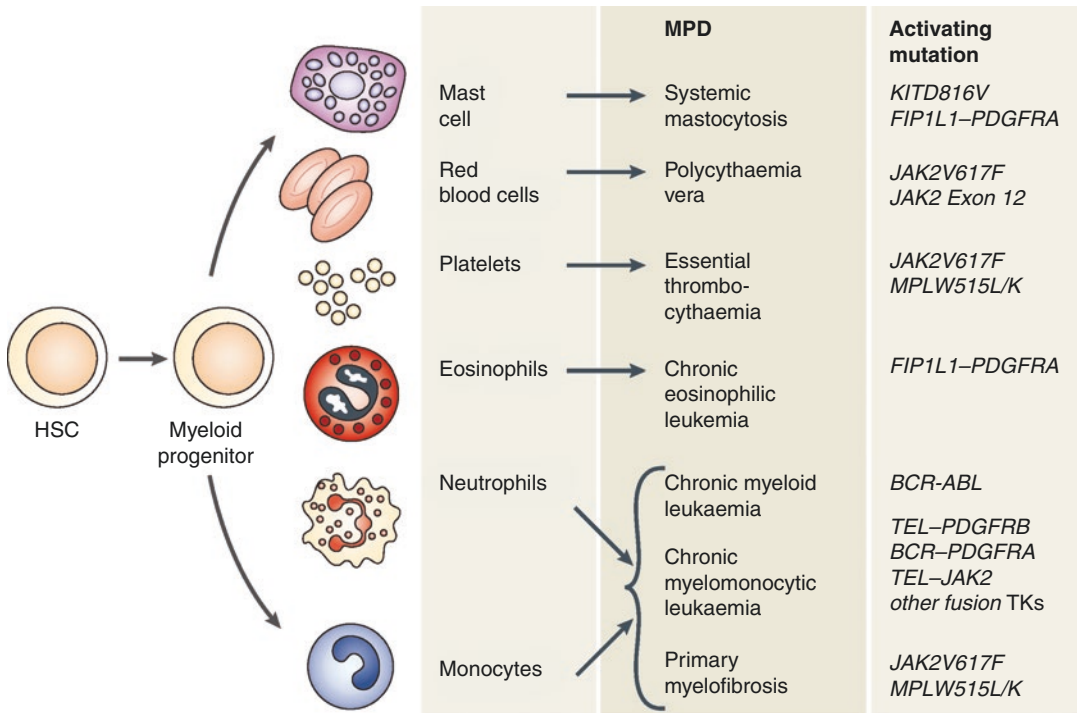 MPD
Activating
mutation
Mast
cell
Systemic
mastocytosis
KITD816V
FIP1L1–PDGFRA
Red
blood cells
Polycythaemia
vera
JAK2V617F
JAK2 Exon 12
Platelets
Essential
thrombo-
cythaemia
JAK2V617F
MPLW515L/K
HSC
Myeloid
progenitor
Eosinophils
Chronic
eosinophilic
leukemia
FIP1L1–PDGFRA
Neutrophils
Chronic myeloid
leukaemia
BCR-ABL
Chronic
myelomonocytic
leukaemia
TEL–PDGFRB
BCR–PDGFRA
TEL–JAK2
other fusion TKs
Monocytes
Primary
myelofibrosis
JAK2V617F
MPLW515L/K